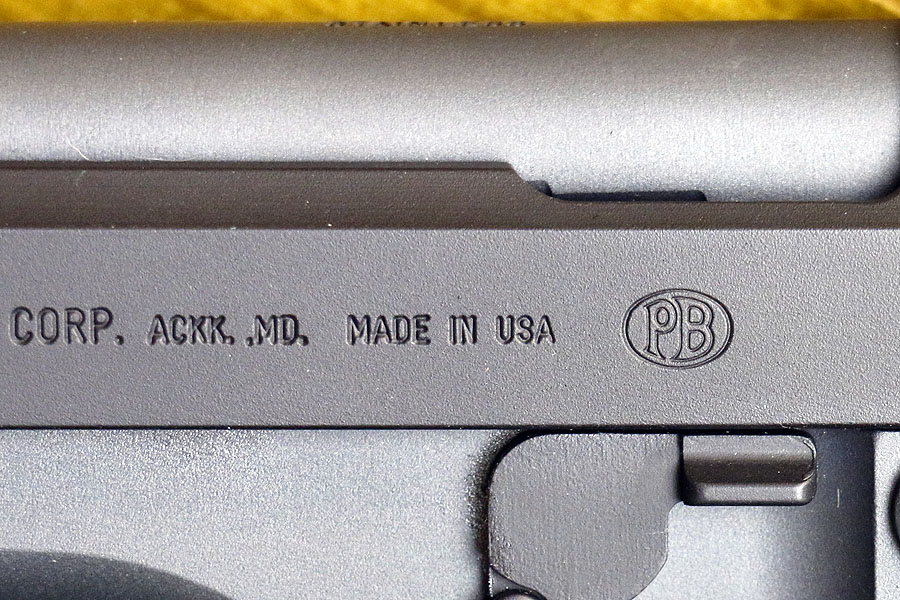 CORP. ACKK. ,MD. MADE IN USA
PB